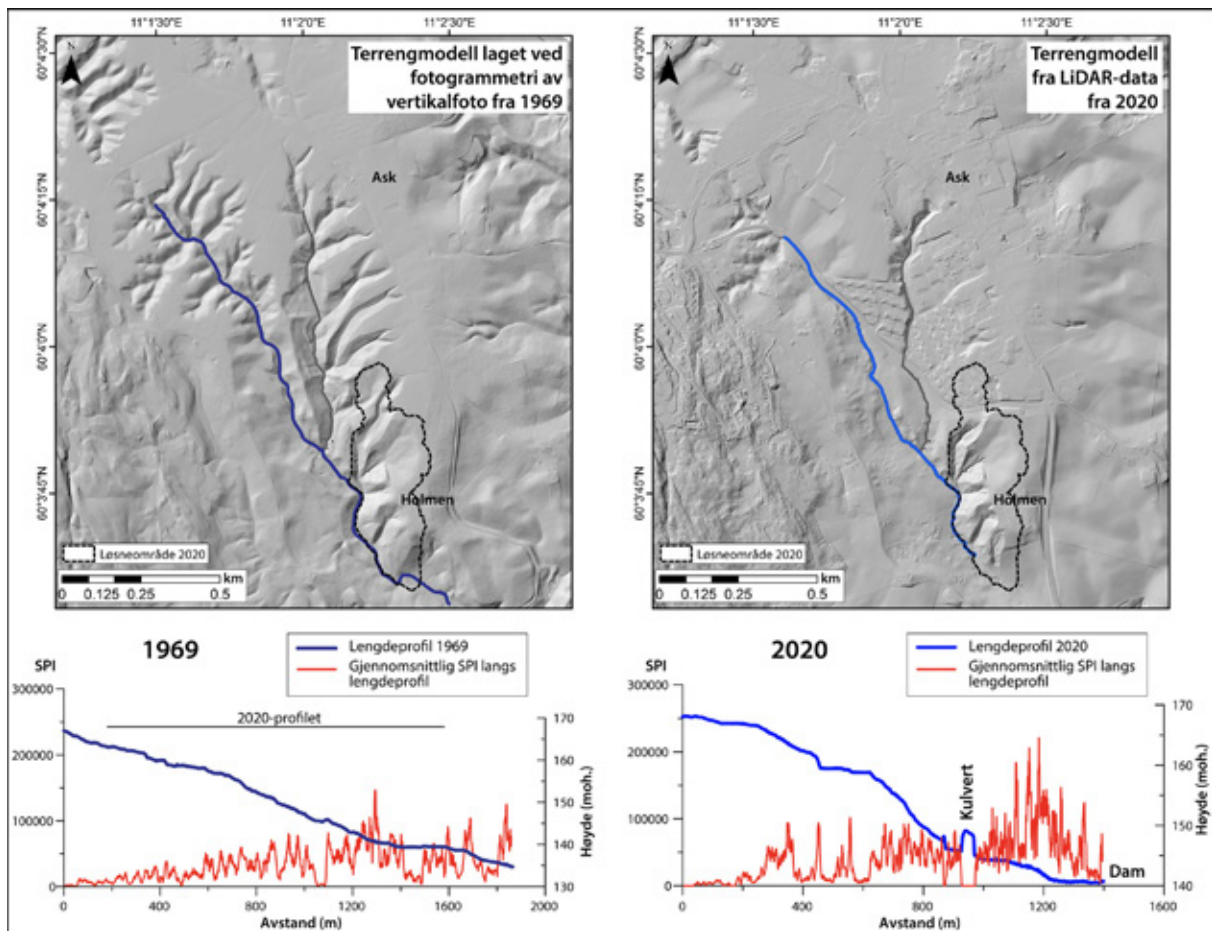 11°1'30"E
11°2'0"E
11°2'30"E
60°4'30"N
60°4'15"N
60°4'0"N
60°3'45"N
N
Terrengmodell laget ved
fotogrammetri av
vertikalfoto fra 1969
Ask
Holmen
Løsneområde 2020
km
0 0.125 0.25 0.5
11°1'30"E
11°2'0"E
11°2'30"E
60°4'30"N
60°4'15"N
60°4'0"N
60°3'45"N
N
Terrengmodell
fra LiDAR-data
fra 2020
Ask
Holmen
Løsneområde 2020
km
0 0.125 0.25 0.5
1969
Lengdeprofil 1969
Gjennomsnittlig SPI langs
lengdeprofil
SPI
300000
200000
100000
0
2020-profilet
170
160
150
140
130
Høyde (moh.)
0 400 800 1200 1600 2000
Avstand (m)
2020
Lengdeprofil 2020
Gjennomsnittlig SPI langs
lengdeprofil
SPI
300000
200000
100000
0
Kulvert
Dam
170
160
150
140
Høyde (moh.)
0 400 800 1200 1600
Avstand (m)